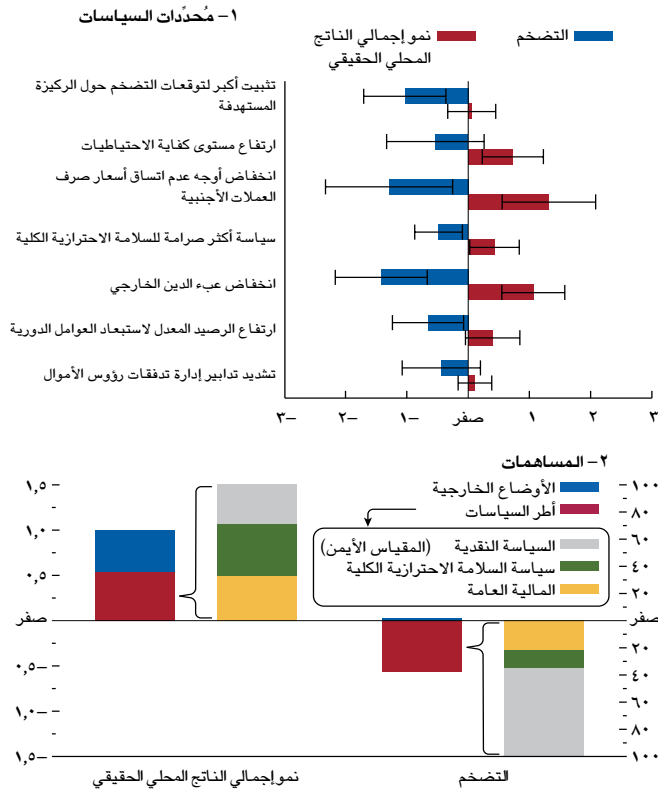 ١– مُحدِّدات السياسات
التضخم
نمو إجمالي الناتج
المحلي الحقيقي
تثبيت أكبر لتوقعات التضخم حول الركيزة
المستهدفة
ارتفاع مستوى كفاية الاحتياطيات
انخفاض أوجه عدم اتساق أسعار صرف
العملات الأجنبية
سياسة أكثر صرامة للسلامة الاحترازية الكلية
انخفاض عبء الدين الخارجي
ارتفاع الرصيد المعدل لاستبعاد العوامل الدورية
تشديد تدابير إدارة تدفقات رؤوس الأموال
٣–
٢–
١–
صفر
١
٢
٣
٢– المساهمات
الأوضاع الخارجية
أطر السياسات
(المقياس الأيمن)
السياسة النقدية
سياسة السلامة الاحترازية الكلية
المالية العامة
١,٥
١,٠
٠,٥
صفر
٠,٥–
١,٠–
١,٥–
١٠٠
٨٠
٦٠
٤٠
٢٠
صفر
٢٠
٤٠
٦٠
٨٠
١٠٠
نمو إجمالي الناتج المحلي الحقيقي
التضخم